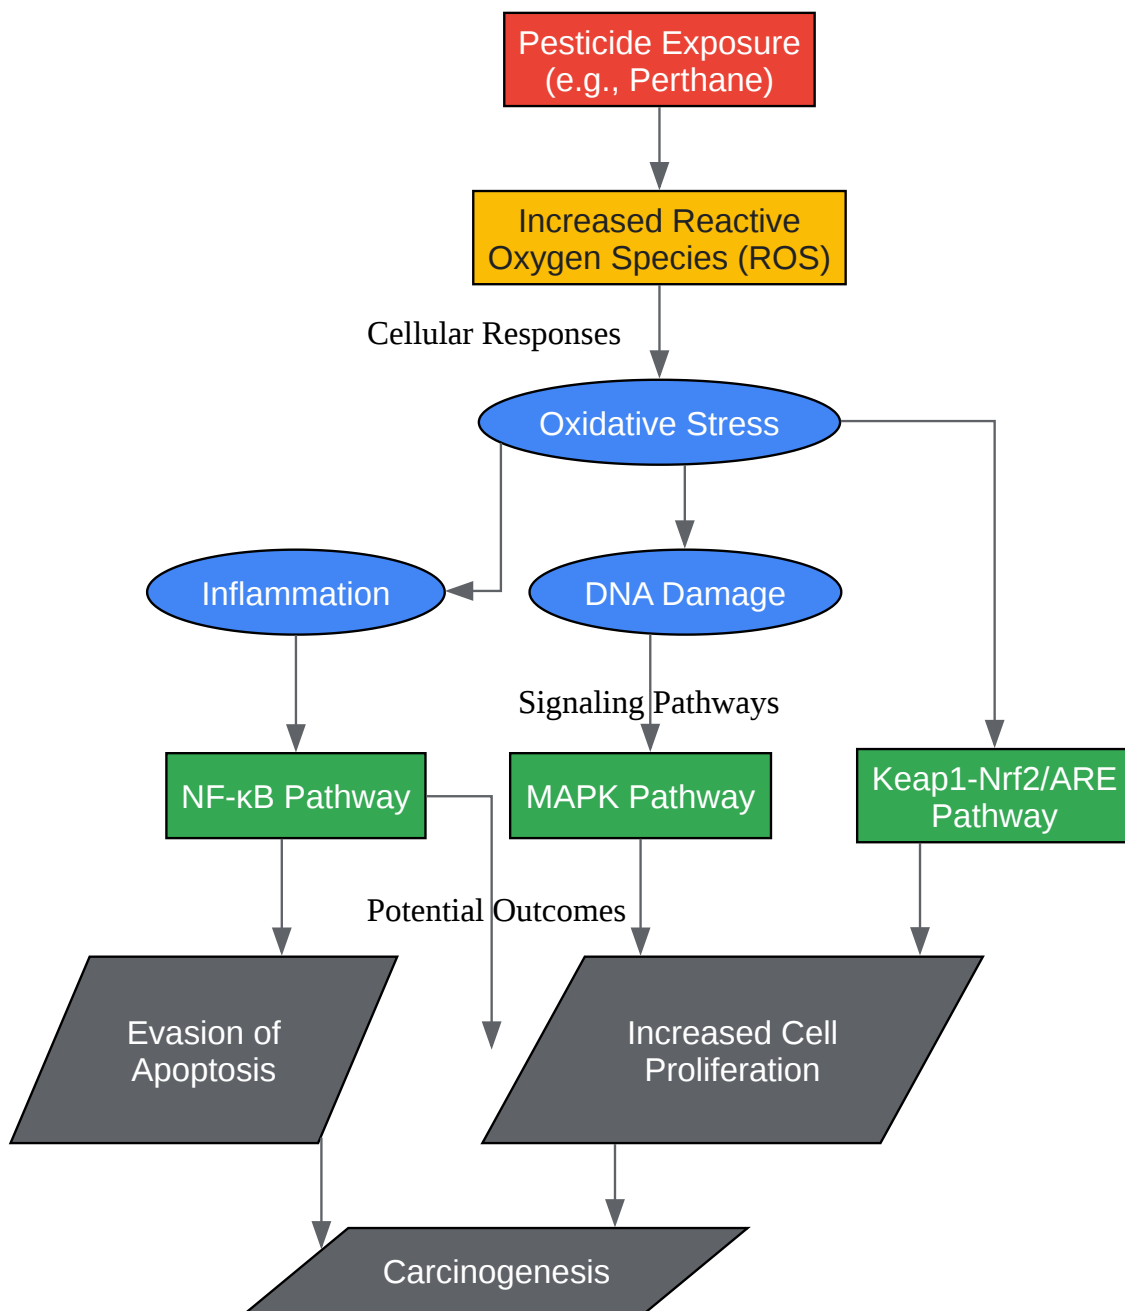 Pesticide Exposure
(e.g., Perthane)
Increased Reactive
Oxygen Species (ROS)
Cellular Responses
Oxidative Stress
Inflammation
DNA Damage
Signaling Pathways
NF-κB Pathway
MAPK Pathway
Keap1-Nrf2/ARE
Pathway
Potential Outcomes
Evasion of
Apoptosis
Increased Cell
Proliferation
Carcinogenesis